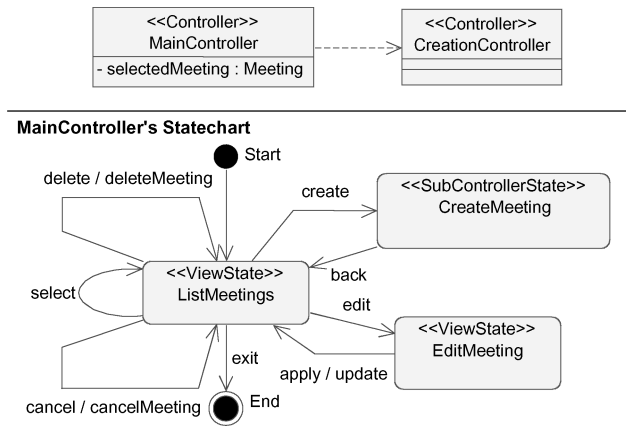 <<Controller>>
MainController
- selectedMeeting : Meeting
<<Controller>>
CreationController
MainController's Statechart
Start
delete / deleteMeeting
create
<<SubControllerState>>
CreateMeeting
<<ViewState>>
ListMeetings
back
select
edit
<<ViewState>>
EditMeeting
exit
apply / update
cancel / cancelMeeting
End